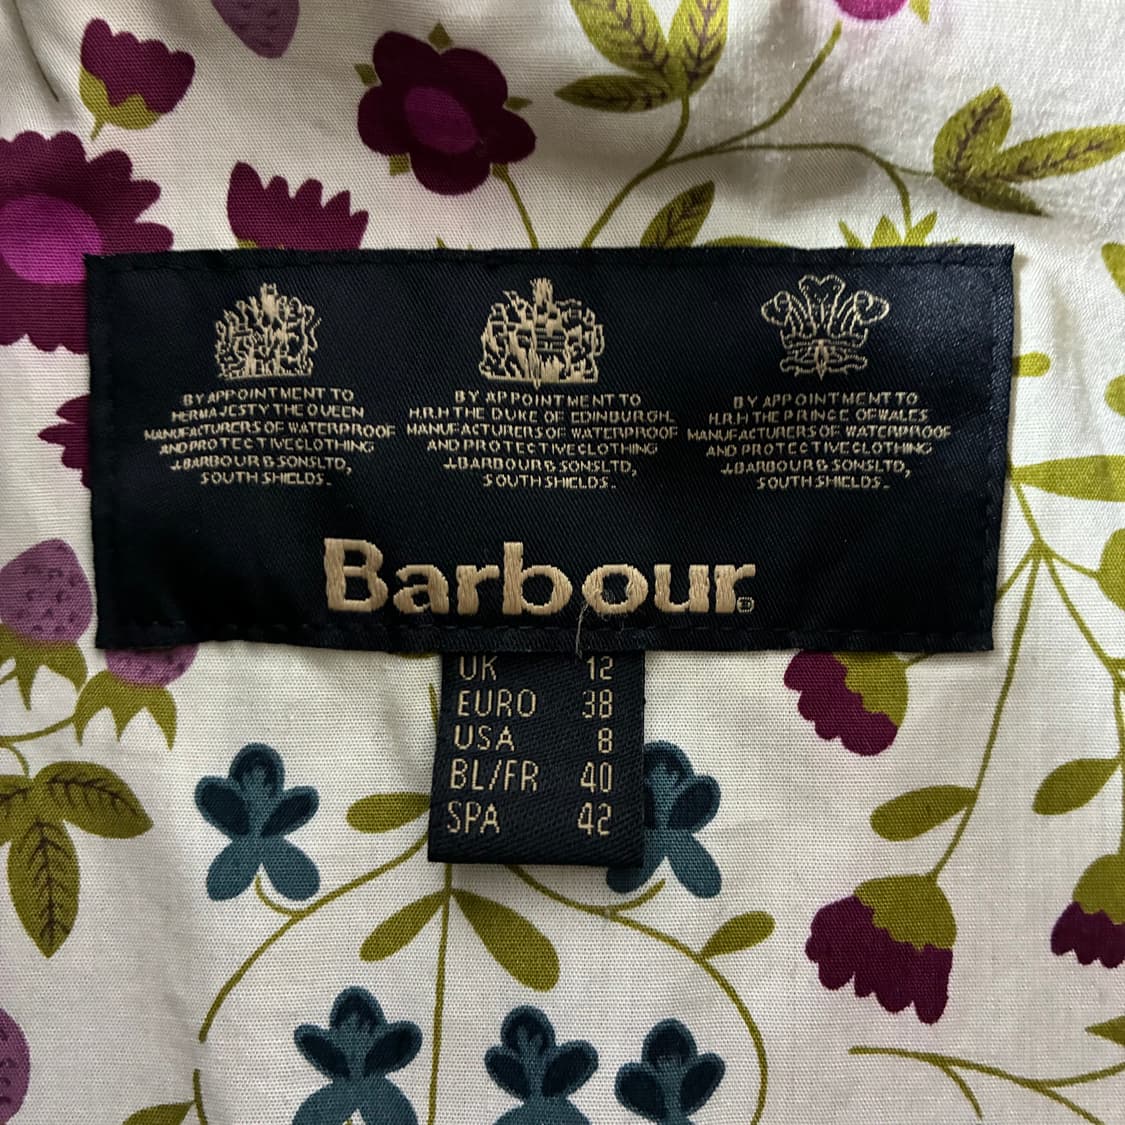 BY APPOINTMENT TO
HER MAJESTY THE QUEEN
MANUFACTURERS OF WATERPROOF
AND PROTECTIVE CLOTHING
J.BARBOUR & SONS LTD,
SOUTH SHIELDS.
BY APPOINTMENT TO
H.R.H THE DUKE OF EDINBURGH.
MANUFACTURERS OF WATERPROOF
AND PROTECTIVE CLOTHING
J.BARBOUR & SONS LTD,
SOUTH SHIELDS.
BY APPOINTMENT TO
H.R.H THE PRINCE OF WALES
MANUFACTURERS OF WATERPROOF
AND PROTECTIVE CLOTHING
J.BARBOUR & SONS LTD,
SOUTH SHIELDS.
Barbour®
UK 12
EURO 38
USA 8
BL/FR 40
SPA 42